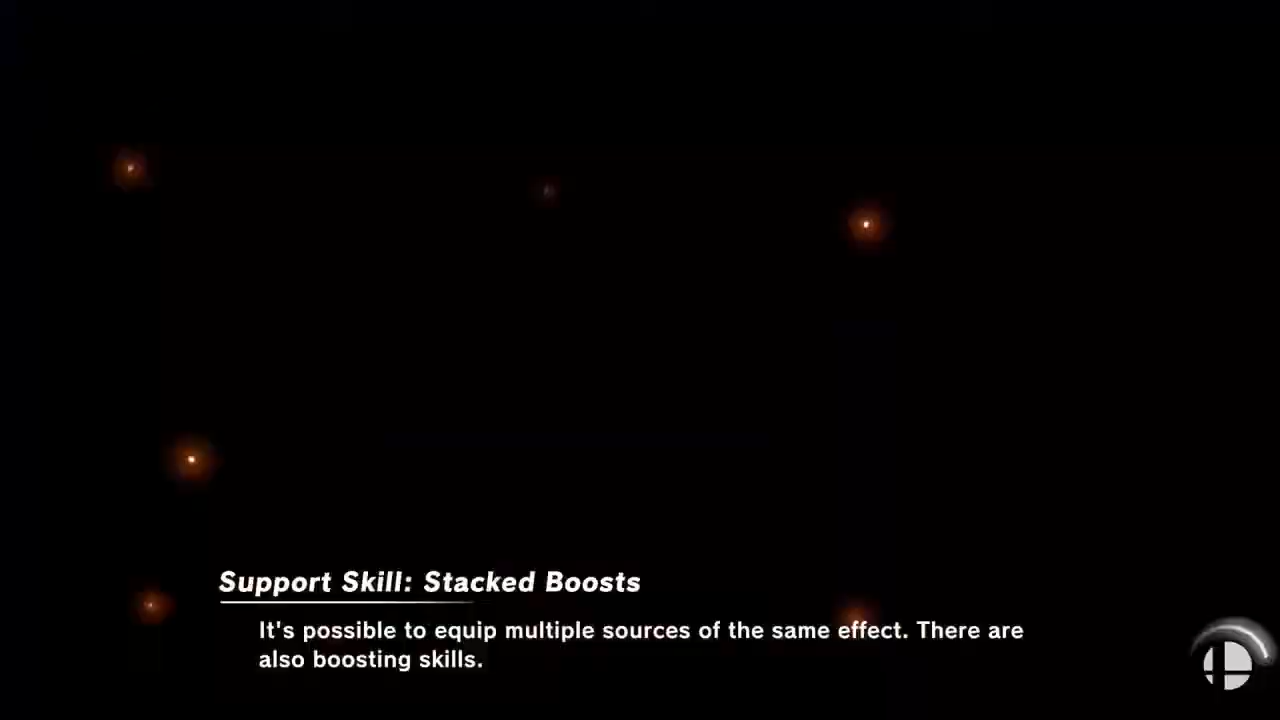 Support Skill: Stacked Boosts
It's possible to equip multiple sources of the same effect. There are
also boosting skills.